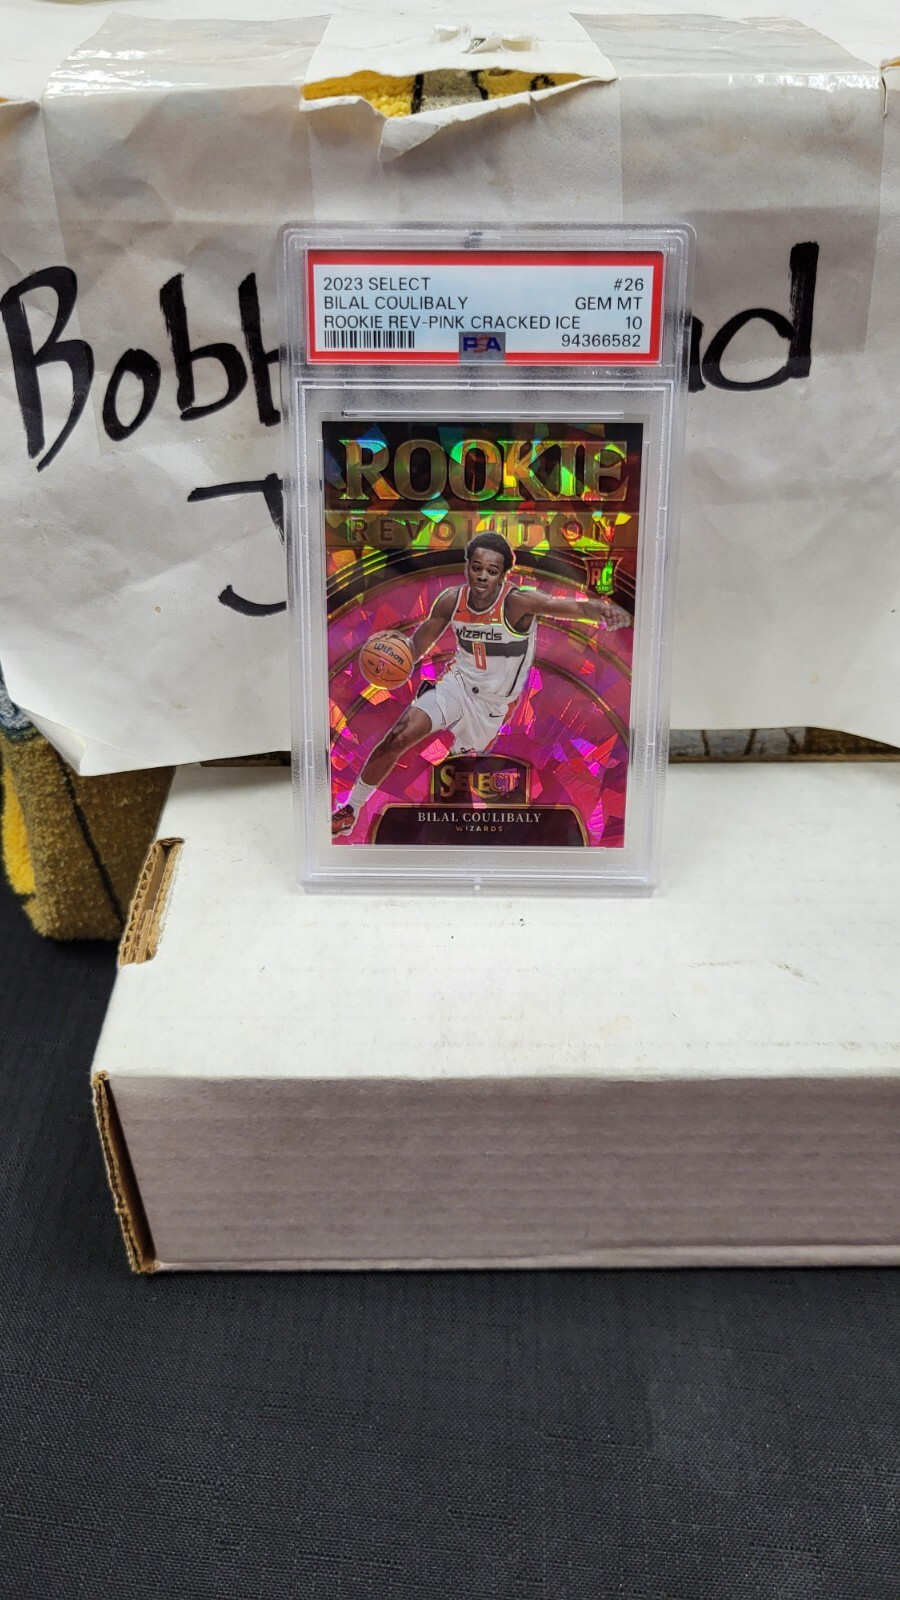 2023 SELECT #26
BILAL COULIBALY GEM MT
ROOKIE REV-PINK CRACKED ICE 10
PSA 94366582
ROOKIE
REVOLUTION
ROOKIE
RC
Wilson
wizards
0
SELECT
BILAL COULIBALY
WIZARDS